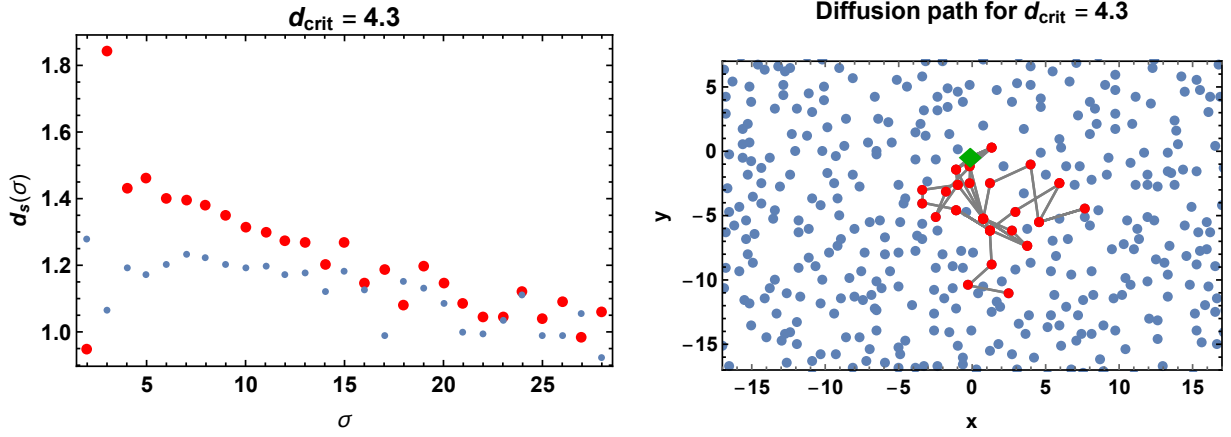 d_crit = 4.3
d_s(σ)
1.8
1.6
1.4
1.2
1.0
5 10 15 20 25
σ
Diffusion path for d_crit = 4.3
y
5
0
−5
−10
−15
−15 −10 −5 0 5 10 15
x